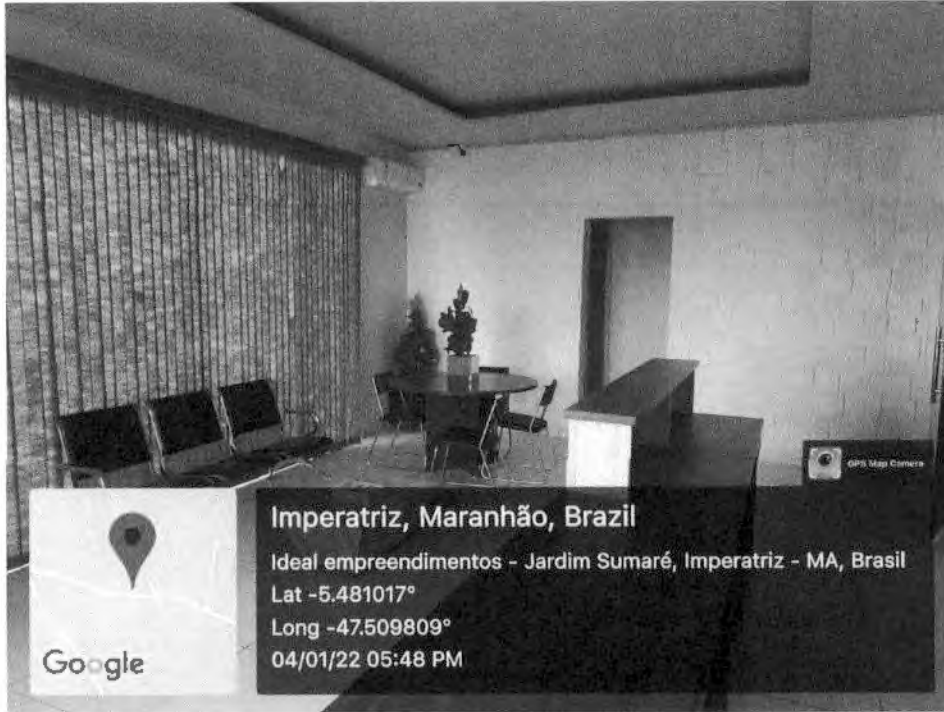 GPS Map Camera
Imperatriz, Maranhão, Brazil
Ideal empreendimentos - Jardim Sumaré, Imperatriz - MA, Brasil
Lat -5.481017°
Long -47.509809°
04/01/22 05:48 PM
Google